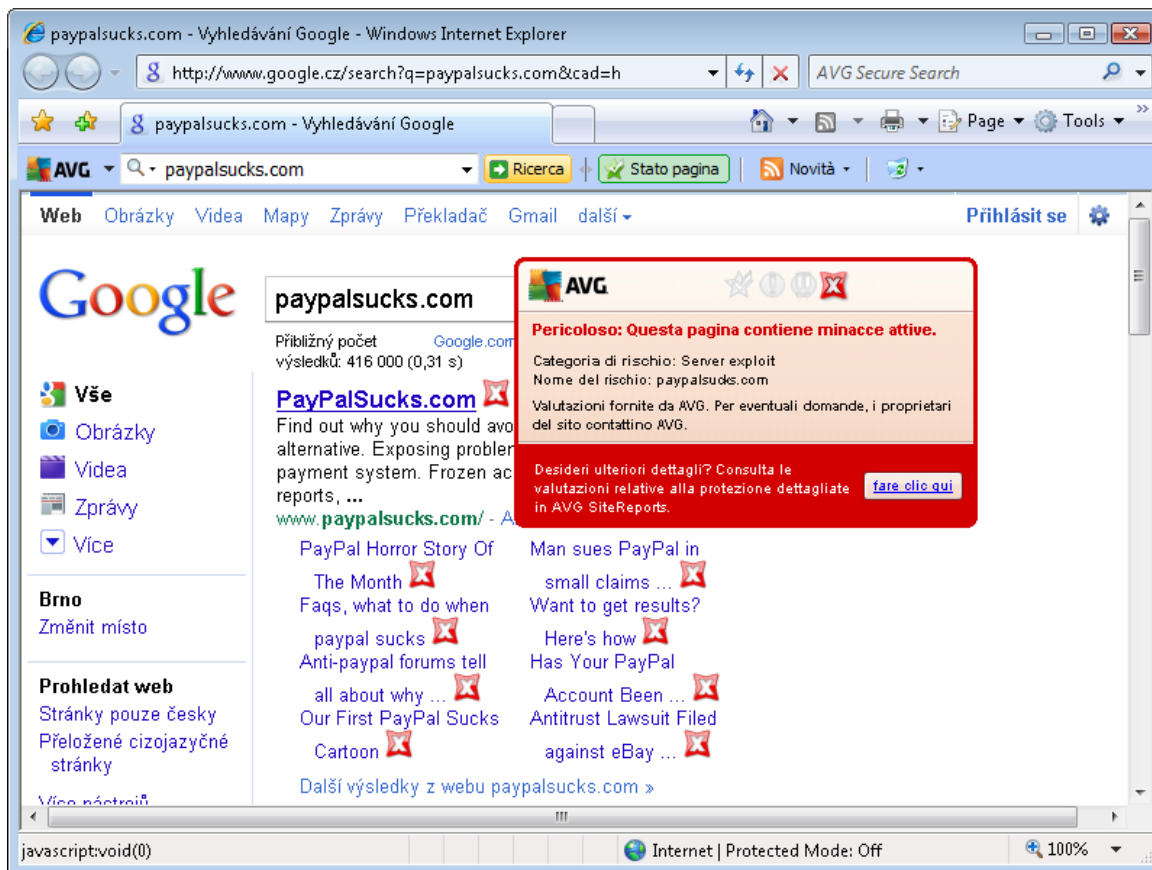 paypalsucks.com - Vyhledávání Google - Windows Internet Explorer
http://www.google.cz/search?q=paypalsucks.com&cad=h
AVG Secure Search
paypalsucks.com - Vyhledávání Google
Page
Tools
AVG
paypalsucks.com
Ricerca
Stato pagina
Novità
Web Obrázky Videa Mapy Zprávy Překladač Gmail další
Přihlásit se
Google
paypalsucks.com
Přibližný počet
výsledků: 416 000 (0,31 s)
Google.com
AVG
Pericoloso: Questa pagina contiene minacce attive.
Categoria di rischio: Server exploit
Nome del rischio: paypalsucks.com
Valutazioni fornite da AVG. Per eventuali domande, i proprietari
del sito contattino AVG.
Desideri ulteriori dettagli? Consulta le
valutazioni relative alla protezione dettagliate
in AVG SiteReports.
fare clic qui
Vše
Obrázky
Videa
Zprávy
Více
Brno
Změnit místo
Prohledat web
Stránky pouze česky
Přeložené cizojazyčné
stránky
Více nástrojů
PayPalSucks.com
Find out why you should avo
alternative. Exposing probler
payment system. Frozen ac
reports, ...
www.paypalsucks.com/ - A
PayPal Horror Story Of
The Month
Faqs, what to do when
paypal sucks
Anti-paypal forums tell
all about why ...
Our First PayPal Sucks
Cartoon
Man sues PayPal in
small claims ...
Want to get results?
Here's how
Has Your PayPal
Account Been ...
Antitrust Lawsuit Filed
against eBay ...
Další výsledky z webu paypalsucks.com »
javascript:void(0)
Internet | Protected Mode: Off
100%